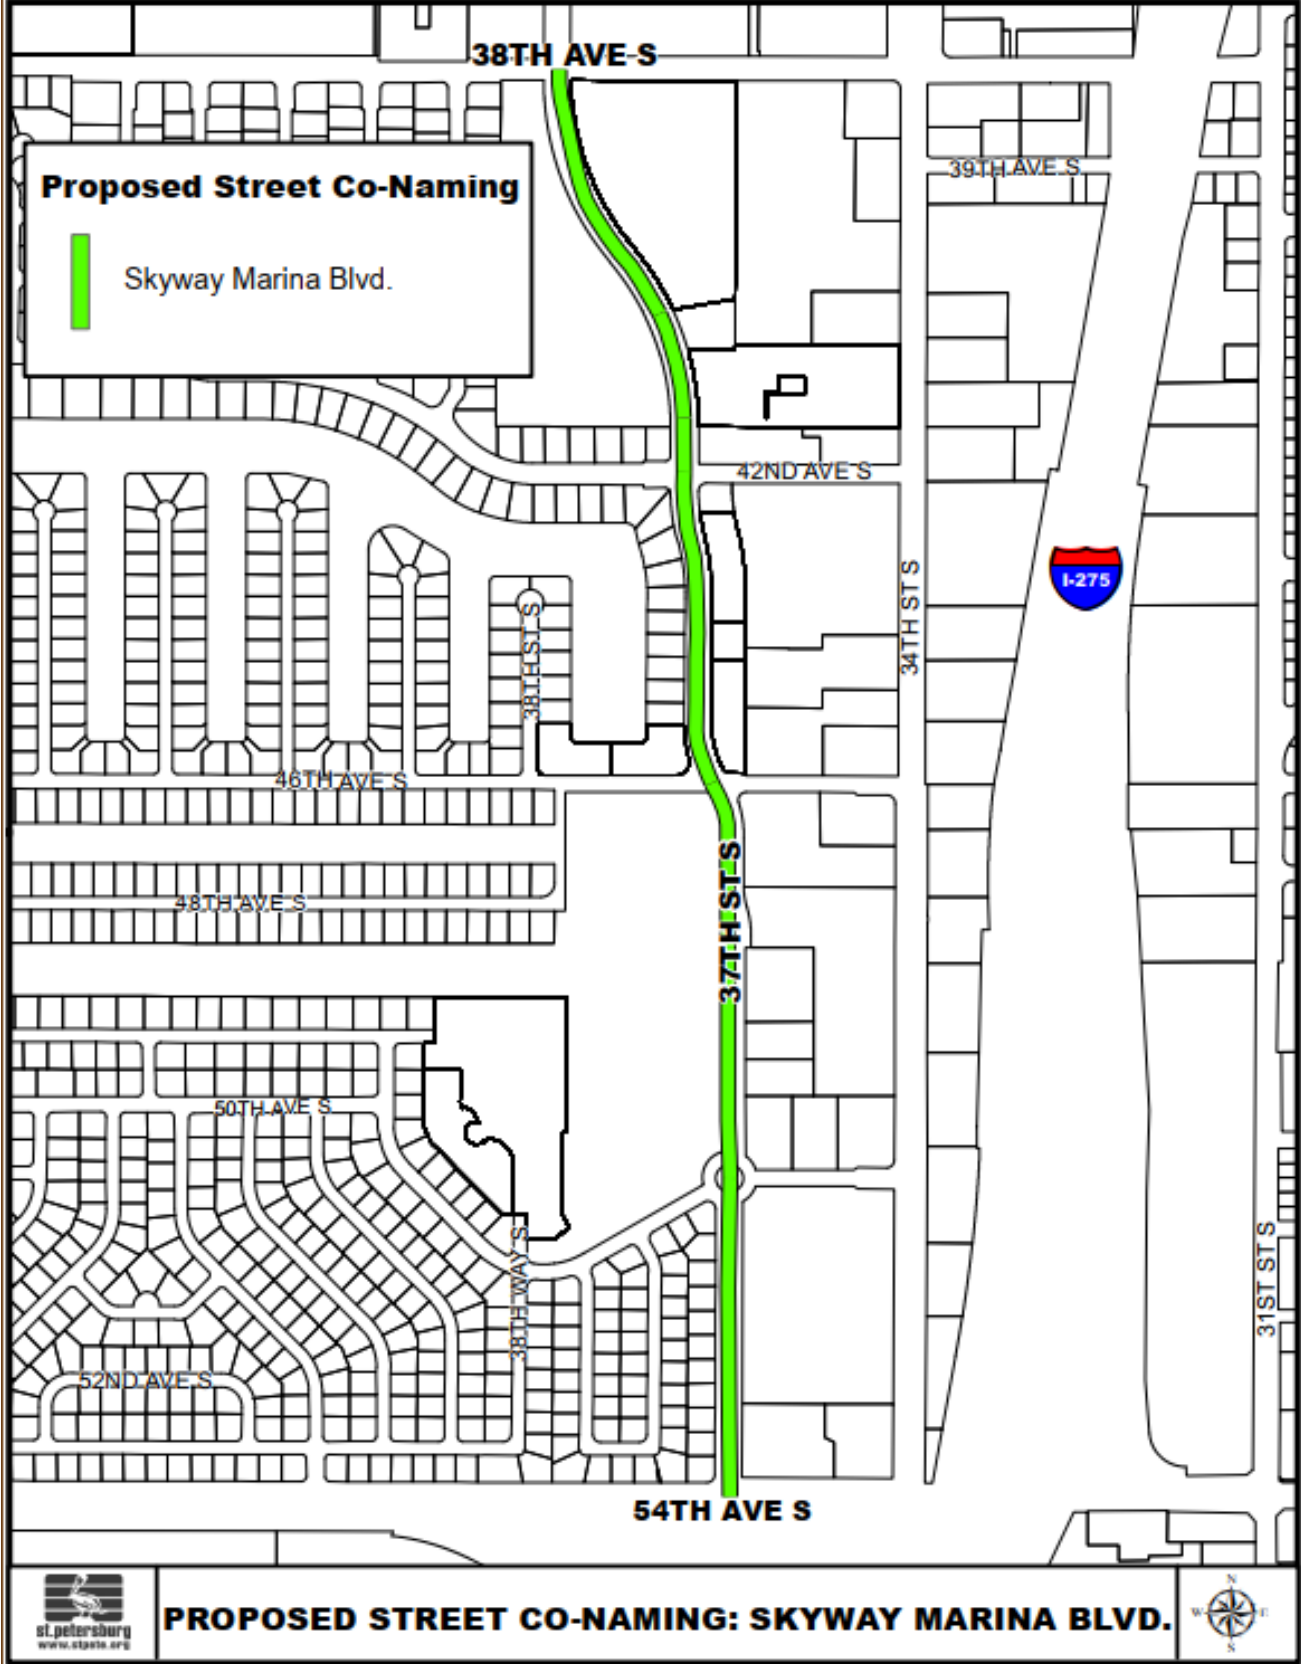 38TH AVE S
39TH AVE S
Proposed Street Co-Naming
Skyway Marina Blvd.
42ND AVE S
I-275
34TH ST S
38TH ST S
46TH AVE S
37TH ST S
48TH AVE S
50TH AVE S
38TH WAY S
31ST ST S
52ND AVE S
54TH AVE S
st.petersburg
www.stpete.org
PROPOSED STREET CO-NAMING: SKYWAY MARINA BLVD.
N
W E
S